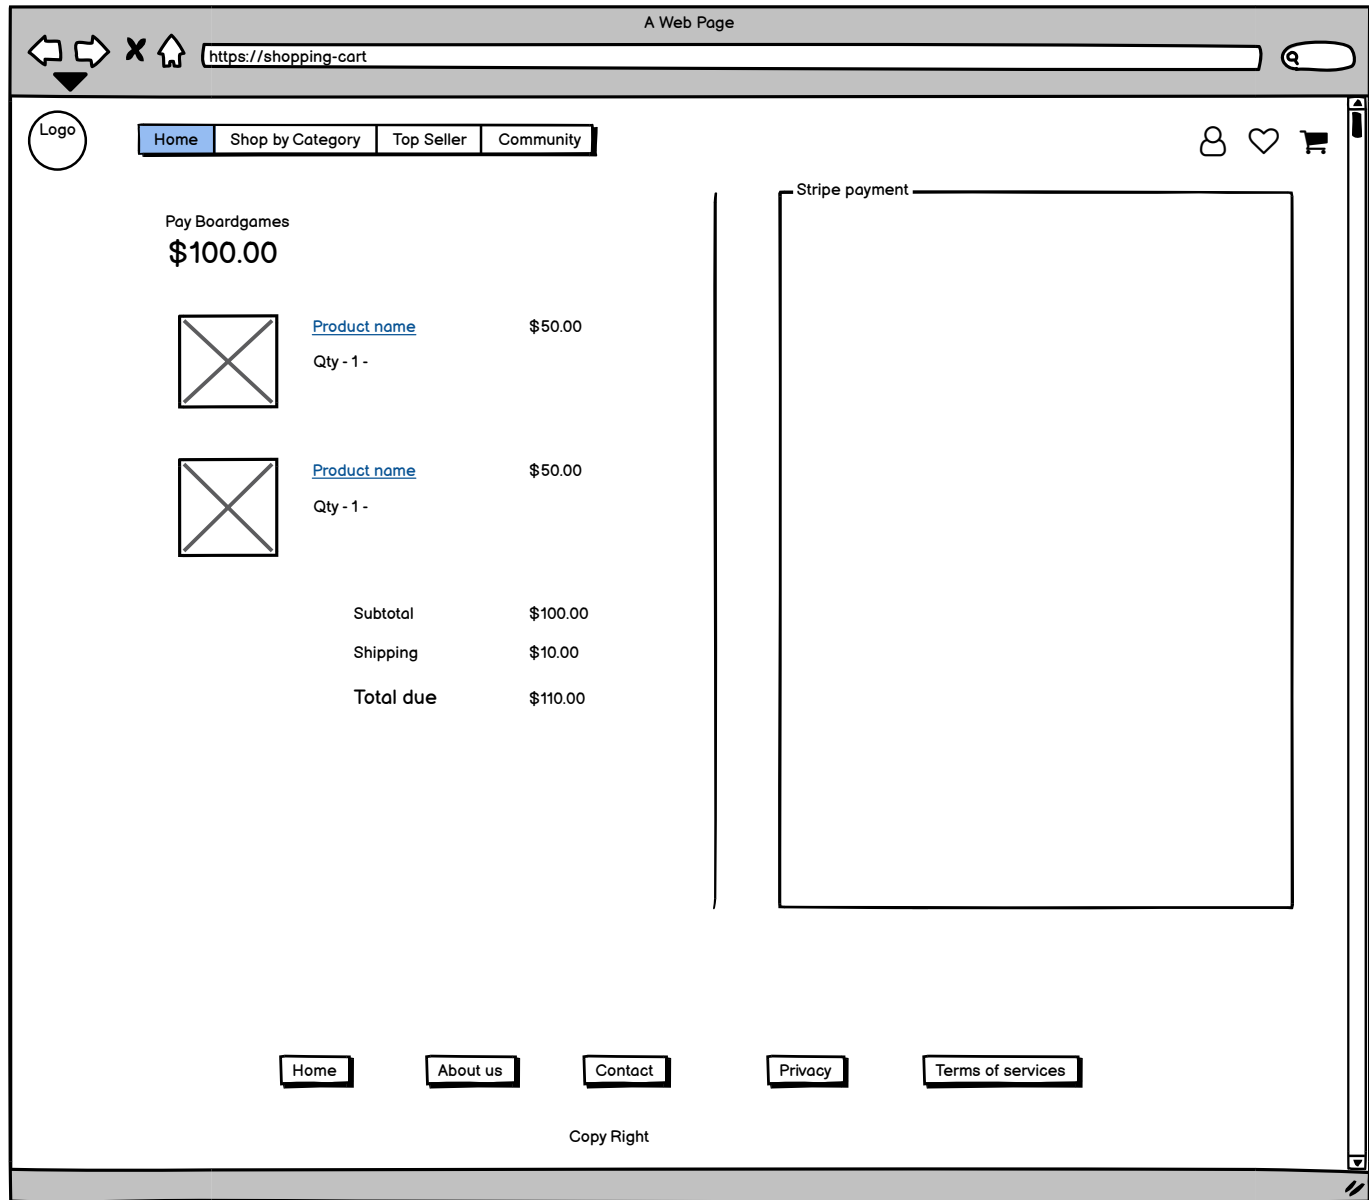 A Web Page
https://shopping-cart
Logo
Home
Shop by Category
Top Seller
Community
Stripe payment
Pay Boardgames
$100.00
Product name
$50.00
Qty - 1 -
Product name
$50.00
Qty - 1 -
Subtotal
$100.00
Shipping
$10.00
Total due
$110.00
Home
About us
Contact
Privacy
Terms of services
Copy Right